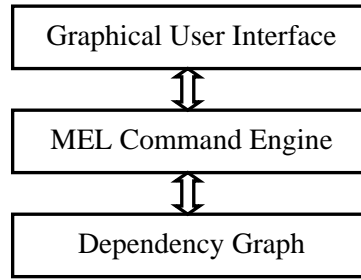 Graphical User Interface
MEL Command Engine
Dependency Graph